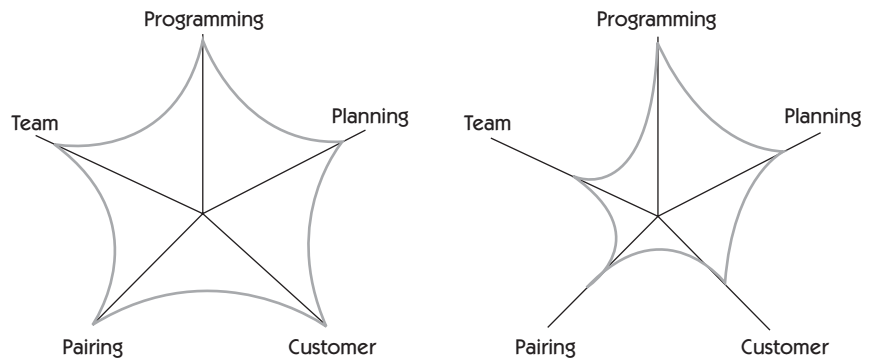 Programming
Team
Planning
Pairing
Customer
Programming
Team
Planning
Pairing
Customer